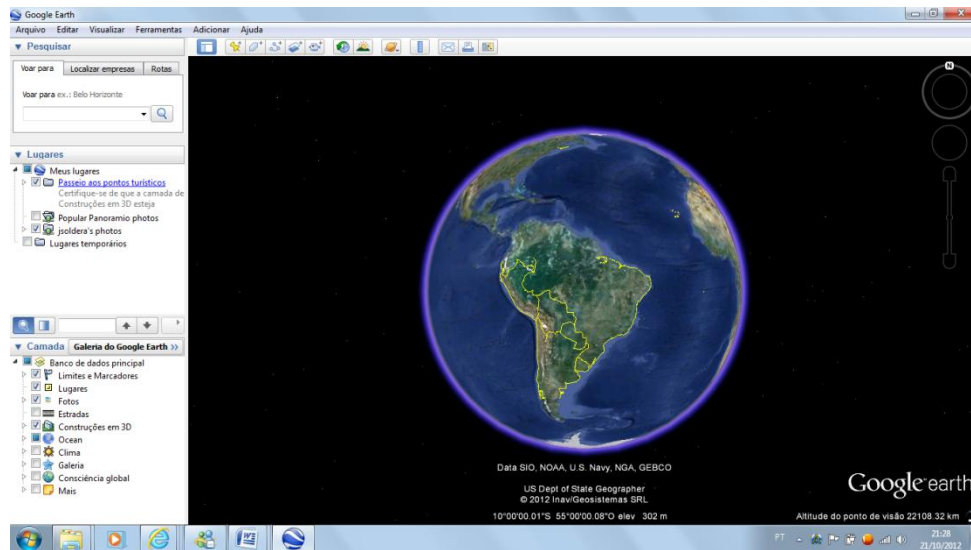 Google Earth
Arquivo Editar Visualizar Ferramentas Adicionar Ajuda
Pesquisar
Voar para Localizar empresas Rotas
Voar para ex.: Belo Horizonte
Lugares
Meus lugares
Passeio aos pontos turísticos
Certifique-se de que a camada de
Construções em 3D esteja
Popular Panoramio photos
jsoldera's photos
Lugares temporários
Camada Galeria do Google Earth >>
Banco de dados principal
Limites e Marcadores
Lugares
Fotos
Estradas
Construções em 3D
Ocean
Clima
Galeria
Consciência global
Mais
N
Data SIO, NOAA, U.S. Navy, NGA, GEBCO
US Dept of State Geographer
© 2012 Inav/Geosistemas SRL
Google earth
10°00'00.01"S 55°00'00.08"O elev 302 m
Altitude do ponto de visão 22108.32 km
PT
21:28
21/10/2012